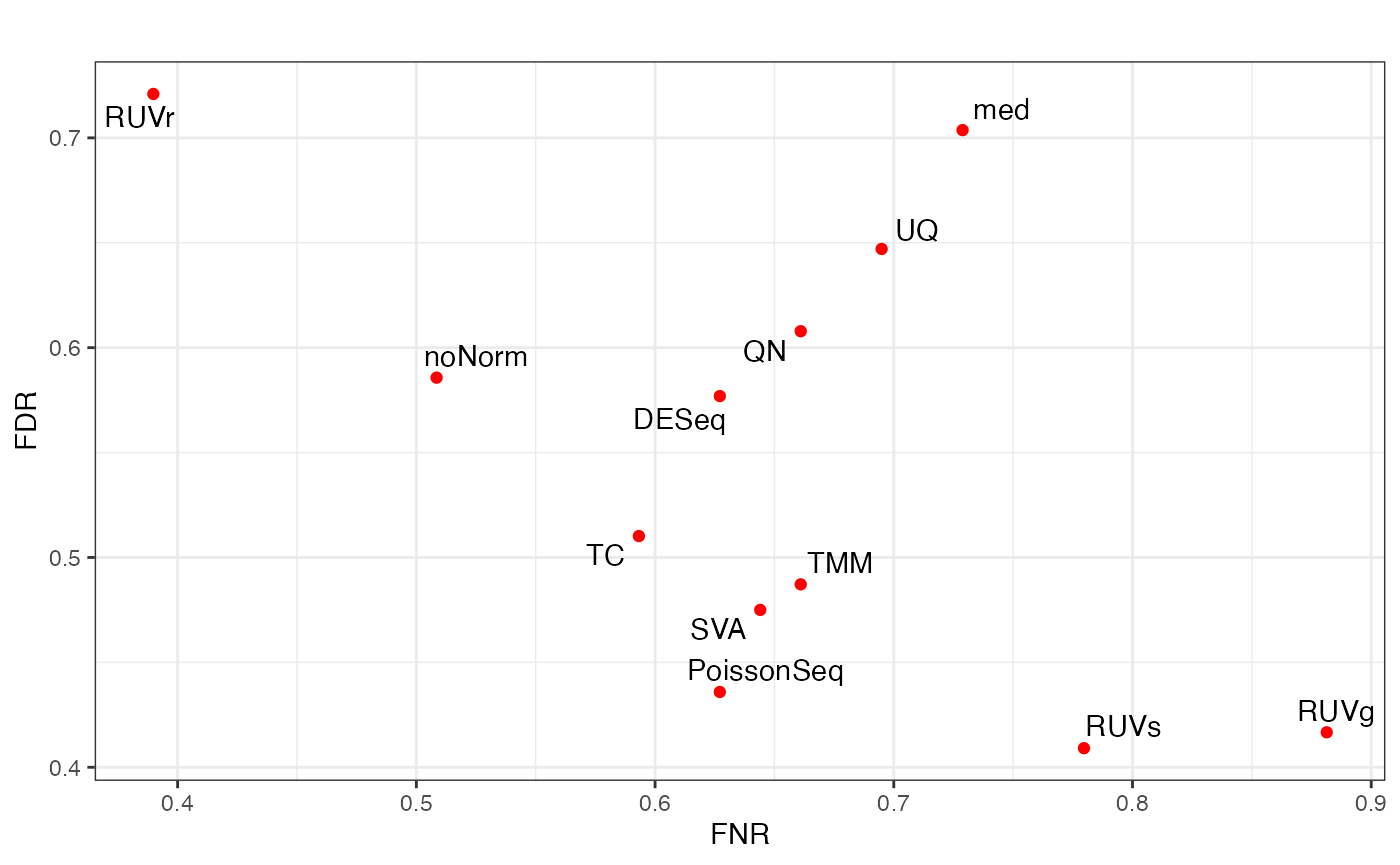 RUVr
med
UQ
noNorm
QN
DESeq
TC
TMM
SVA
PoissonSeq
RUVs
RUVg
0.7
0.6
0.5
0.4
FDR
0.4
0.5
0.6
0.7
0.8
0.9
FNR